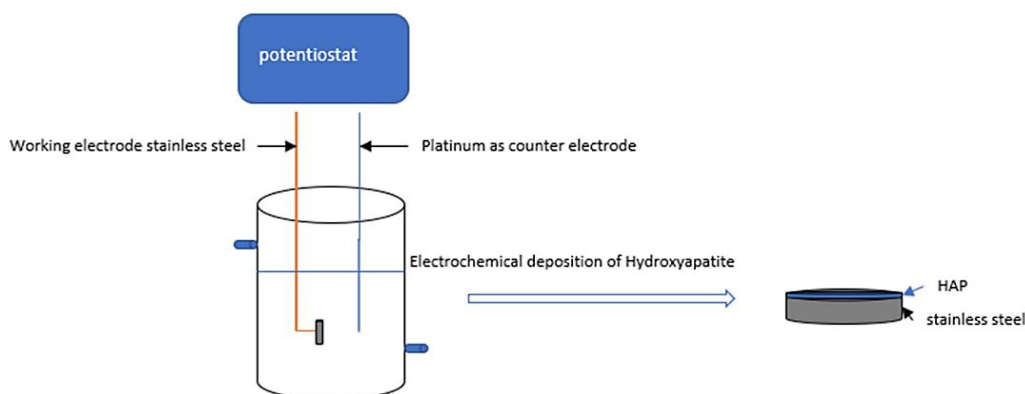 potentiostat
Working electrode stainless steel
Platinum as counter electrode
Electrochemical deposition of Hydroxyapatite
HAP
stainless steel